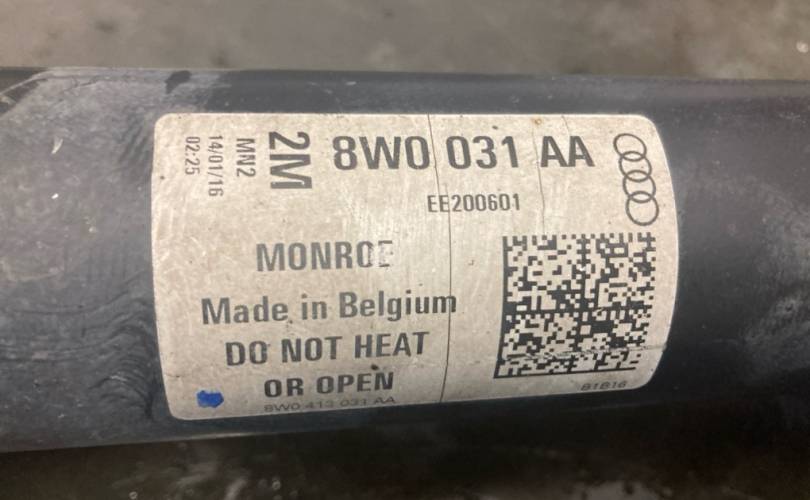 2M
MN2
14/01/16
02:25
8W0 031 AA
EE200601
MONROE
Made in Belgium
DO NOT HEAT
OR OPEN
8W0 413 031 AA
B1B16